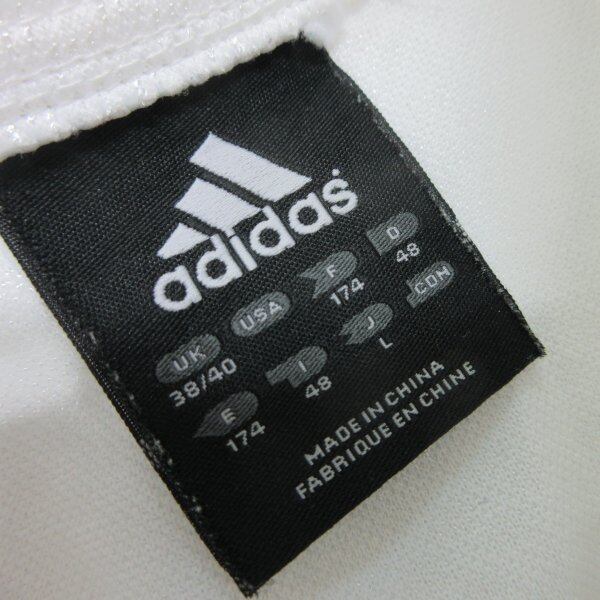 adidas
UK USA F D
38/40 174 48
E I J CDN
174 48 L
MADE IN CHINA
FABRIQUE EN CHINE